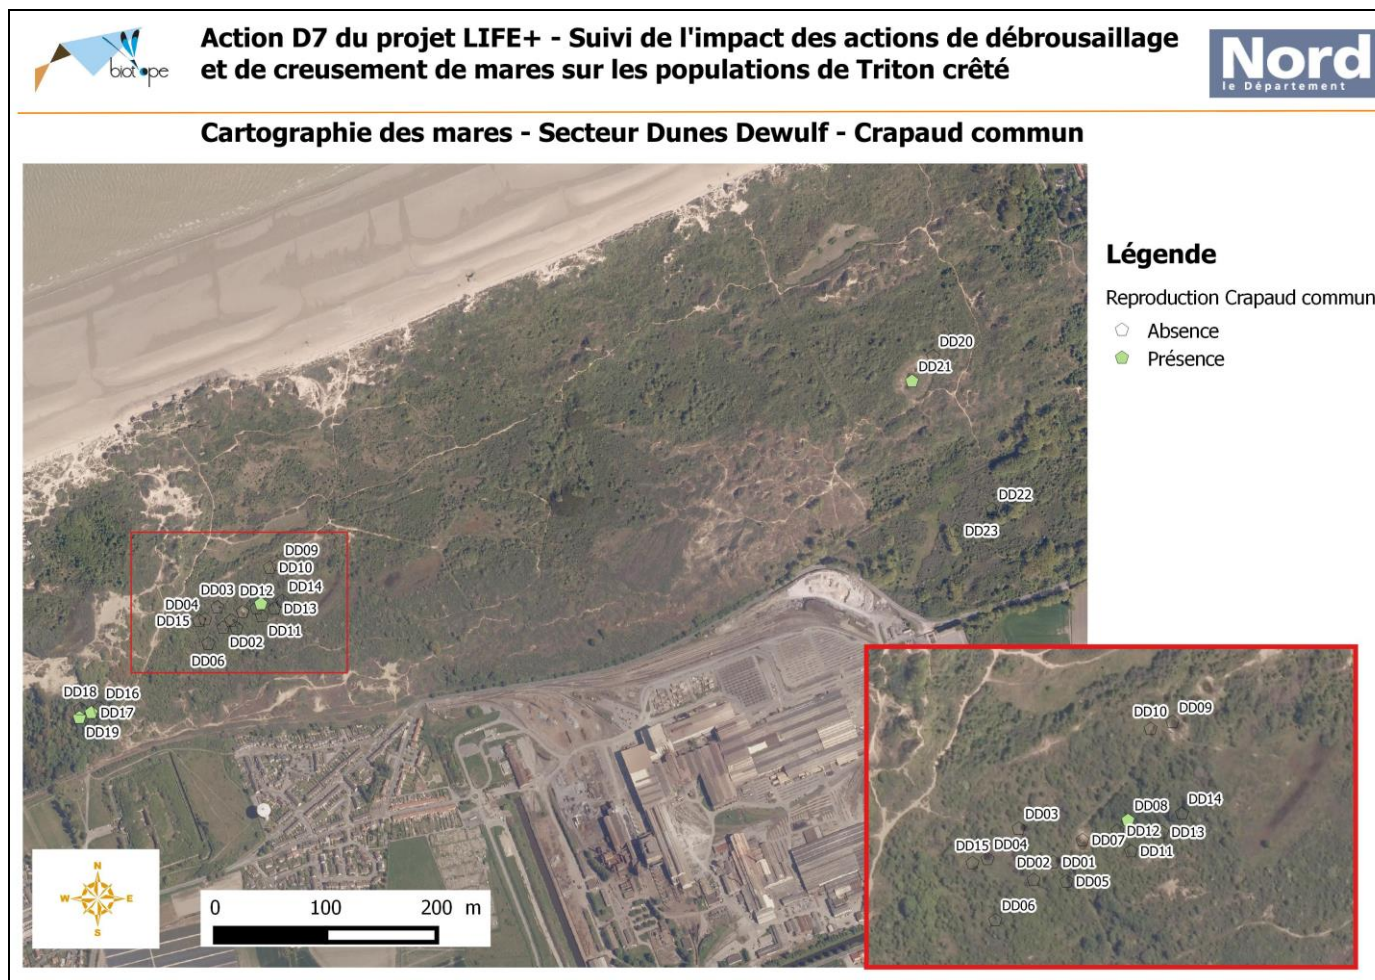 biotope
Action D7 du projet LIFE+ - Suivi de l'impact des actions de débrousaillage
et de creusement de mares sur les populations de Triton crêté
Nord
le Département
Cartographie des mares - Secteur Dunes Dewulf - Crapaud commun
Légende
Reproduction Crapaud commun
Absence
Présence
DD20
DD21
DD22
DD23
DD09
DD10
DD03
DD12
DD14
DD04
DD13
DD15
DD11
DD02
DD06
DD18
DD16
DD17
DD19
DD10
DD09
DD14
DD03
DD08
DD07
DD12
DD13
DD15
DD04
DD02
DD01
DD11
DD05
DD06
N
W
E
S
0
100
200
m